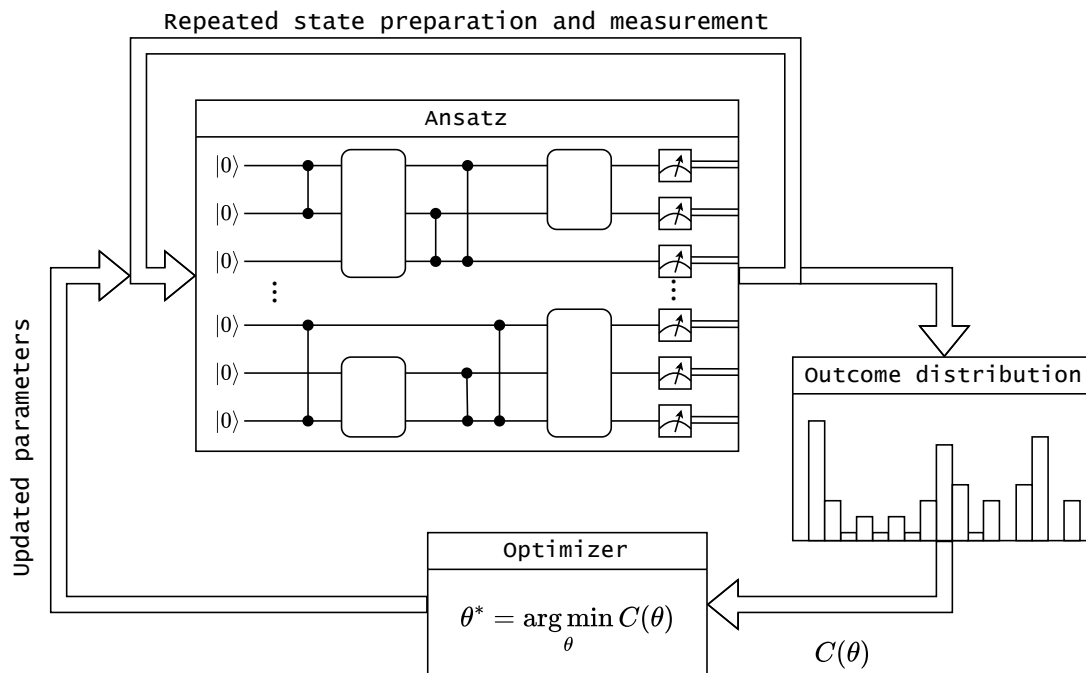 Repeated state preparation and measurement
Ansatz
|0⟩
|0⟩
|0⟩
⋮ ⋮
|0⟩
|0⟩
|0⟩
Outcome distribution
Updated parameters
Optimizer
θ* = arg min C(θ)
θ
C(θ)